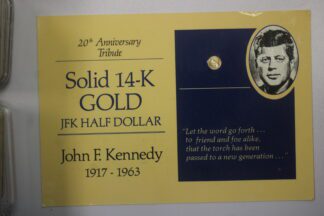 20th Anniversary
Tribute
Solid 14-K
GOLD
JFK HALF DOLLAR
John F. Kennedy
1917 - 1963
"Let the word go forth . . .
to friend and foe alike,
that the torch has been
passed to a new generation . . ."